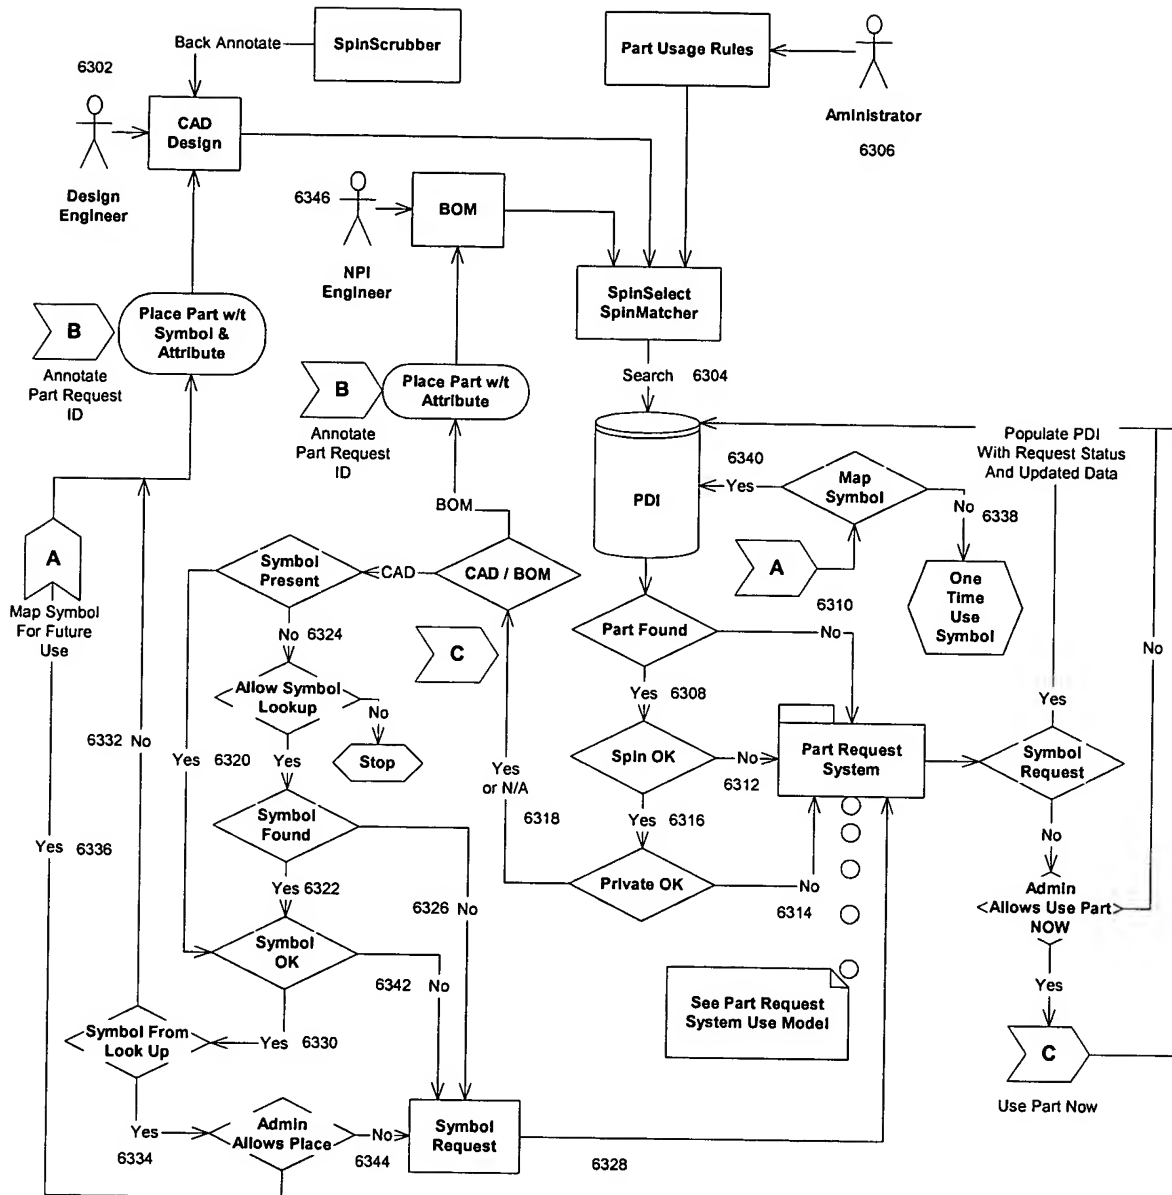 Back Annotate
SpinScrubber
Part Usage Rules
6302
CAD
Design
Aministrator
6306
Design
Engineer
6346
BOM
NPI
Engineer
SpinSelect
SpinMatcher
B
Place Part w/t
Symbol &
Attribute
Annotate
Part Request
ID
Search
6304
B
Place Part w/t
Attribute
Annotate
Part Request
ID
Populate PDI
With Request Status
And Updated Data
6340
Yes
Map
Symbol
PDI
No
6338
BOM
A
A
6310
One
Time
Use
Symbol
Symbol
Present
CAD
CAD / BOM
Map Symbol
For Future
Use
Part Found
No
No
6324
C
No
Allow Symbol
Lookup
No
Yes
6308
Yes
6332
No
Yes
6320
Yes
Stop
Spin OK
No
6312
Part Request
System
Symbol
Request
Yes
or N/A
Symbol
Found
6318
Yes
6316
No
Yes
6336
Private OK
No
6314
Admin
Allows Use Part
NOW
Yes
6322
6326
No
Symbol
OK
6342
No
Yes
See Part Request
System Use Model
Symbol From
Look Up
Yes
6330
C
Use Part Now
Yes
6334
Admin
Allows Place
No
6344
Symbol
Request
6328